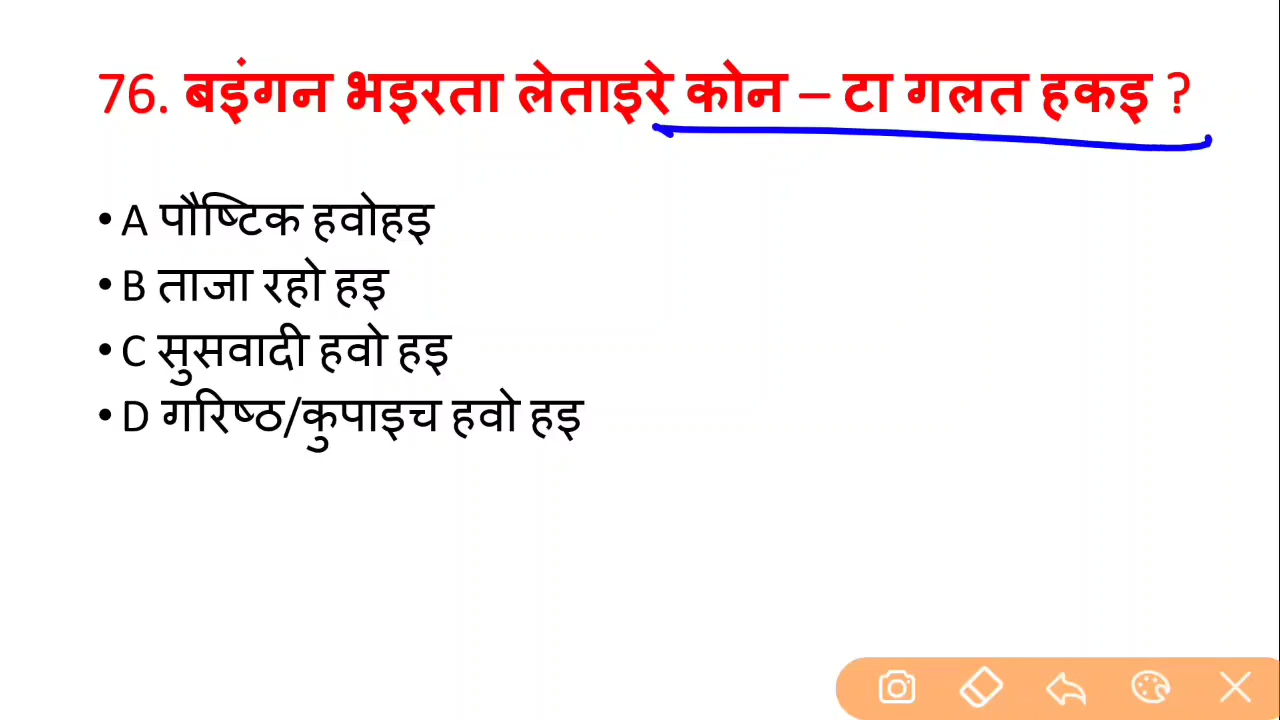 76. बइंगन भइरता लेताइरे कोन – टा गलत हकइ ?
• A पौष्टिक हवोहइ
• B ताजा रहो हइ
• C सुसवादी हवो हइ
• D गरिष्ठ/कुपाइच हवो हइ